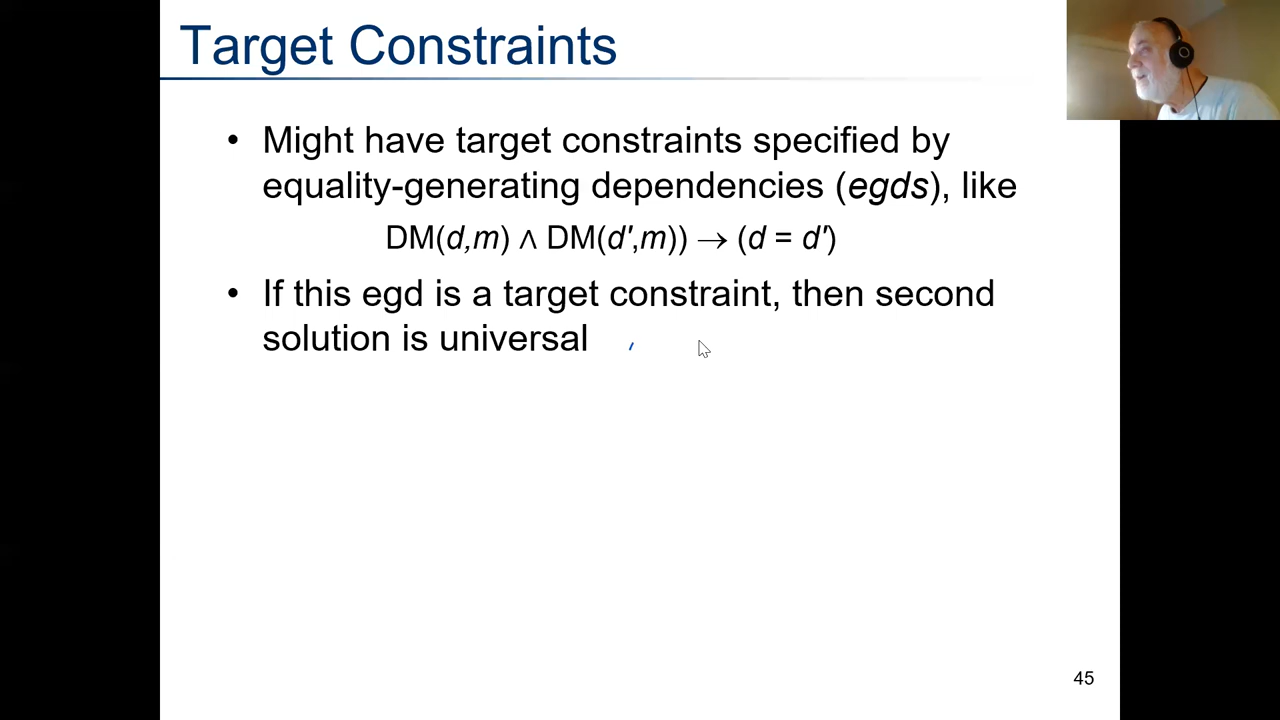 Target Constraints
• Might have target constraints specified by
equality-generating dependencies (egds), like
DM(d,m) ∧ DM(d',m)) → (d = d')
• If this egd is a target constraint, then second
solution is universal
45